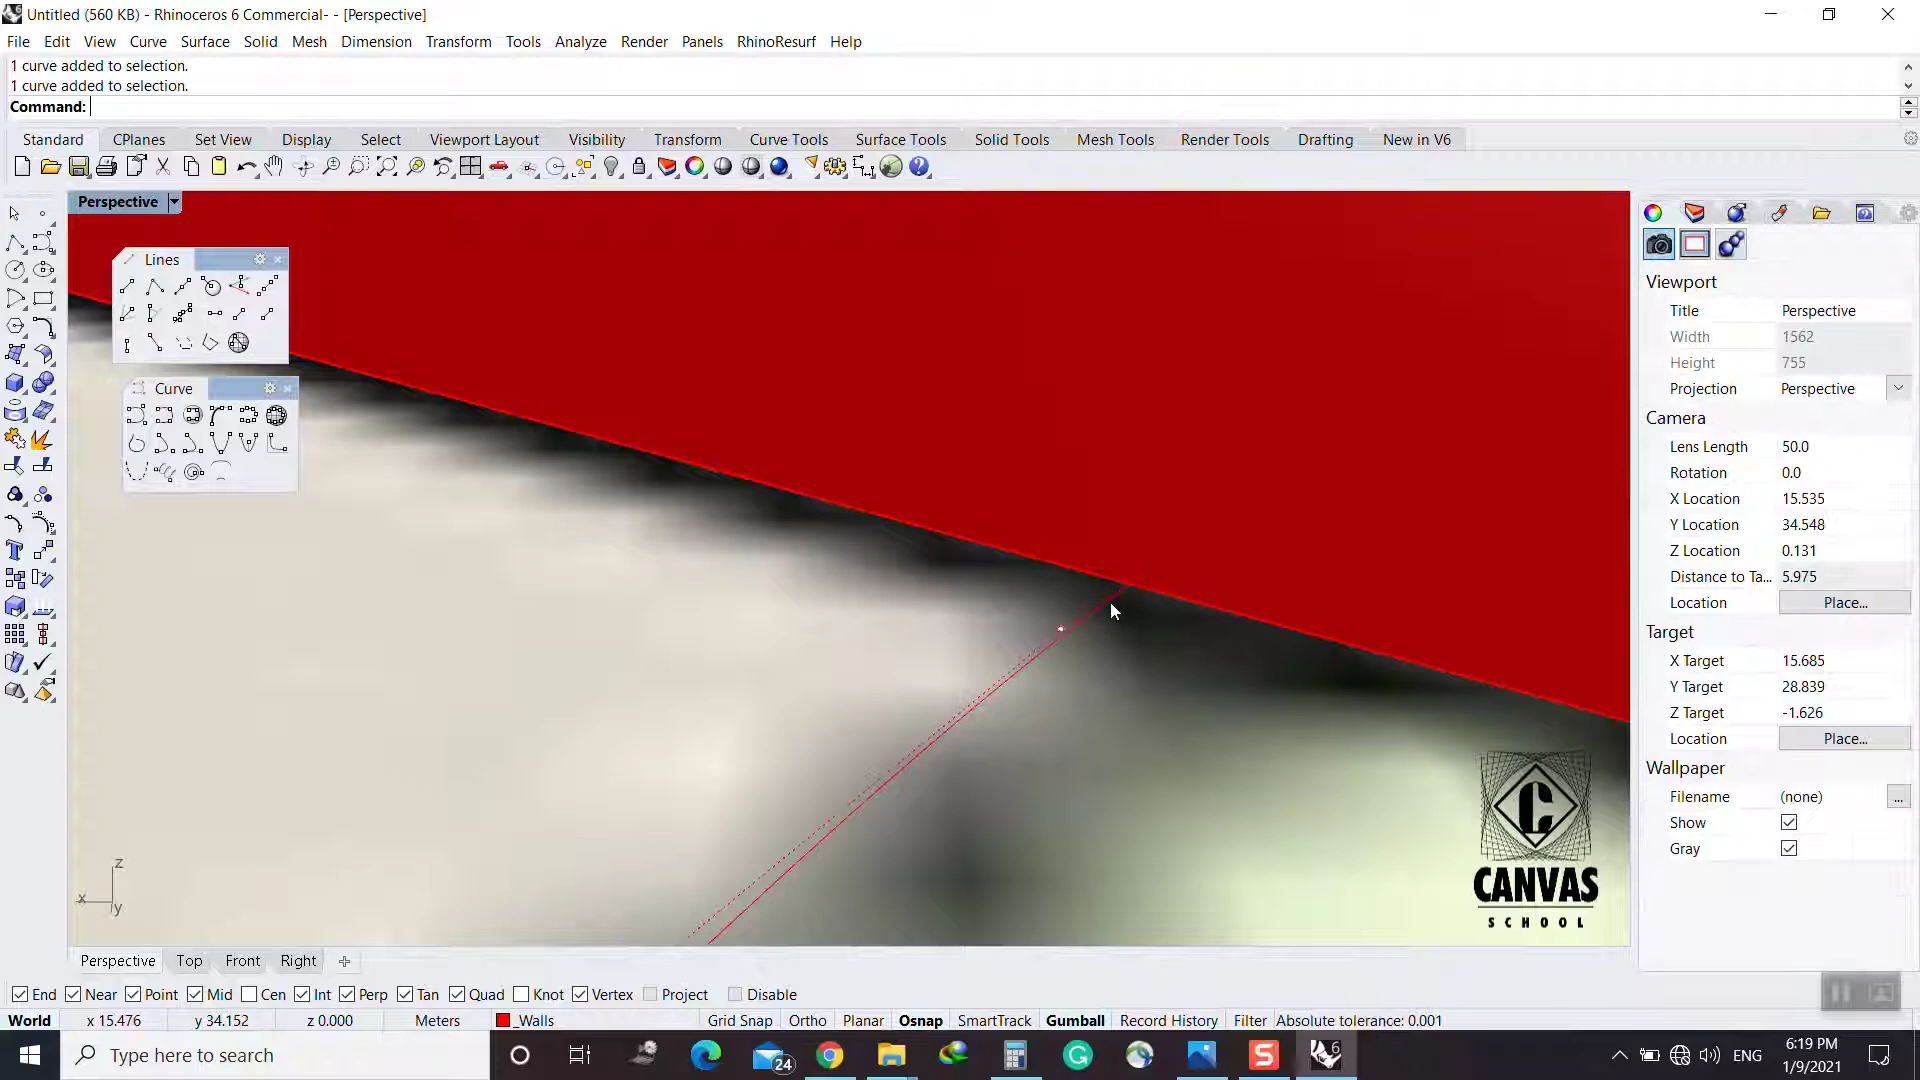 Untitled (560 KB) - Rhinoceros 6 Commercial- - [Perspective]
File Edit View Curve Surface Solid Mesh Dimension Transform Tools Analyze Render Panels RhinoResurf Help
1 curve added to selection.
1 curve added to selection.
Command:
Standard CPlanes Set View Display Select Viewport Layout Visibility Transform Curve Tools Surface Tools Solid Tools Mesh Tools Render Tools Drafting New in V6
Perspective
Lines
Curve
Viewport
Title Perspective
Width 1562
Height 755
Projection Perspective
Camera
Lens Length 50.0
Rotation 0.0
X Location 15.535
Y Location 34.548
Z Location 0.131
Distance to Ta... 5.975
Location Place...
Target
X Target 15.685
Y Target 28.839
Z Target -1.626
Location Place...
Wallpaper
Filename (none) ...
Show
Gray
z
x
y
CANVAS
SCHOOL
Perspective Top Front Right
End Near Point Mid Cen Int Perp Tan Quad Knot Vertex Project Disable
World x 15.476 y 34.152 z 0.000 Meters _Walls Grid Snap Ortho Planar Osnap SmartTrack Gumball Record History Filter Absolute tolerance: 0.001
Type here to search 24 ENG 6:19 PM
1/9/2021